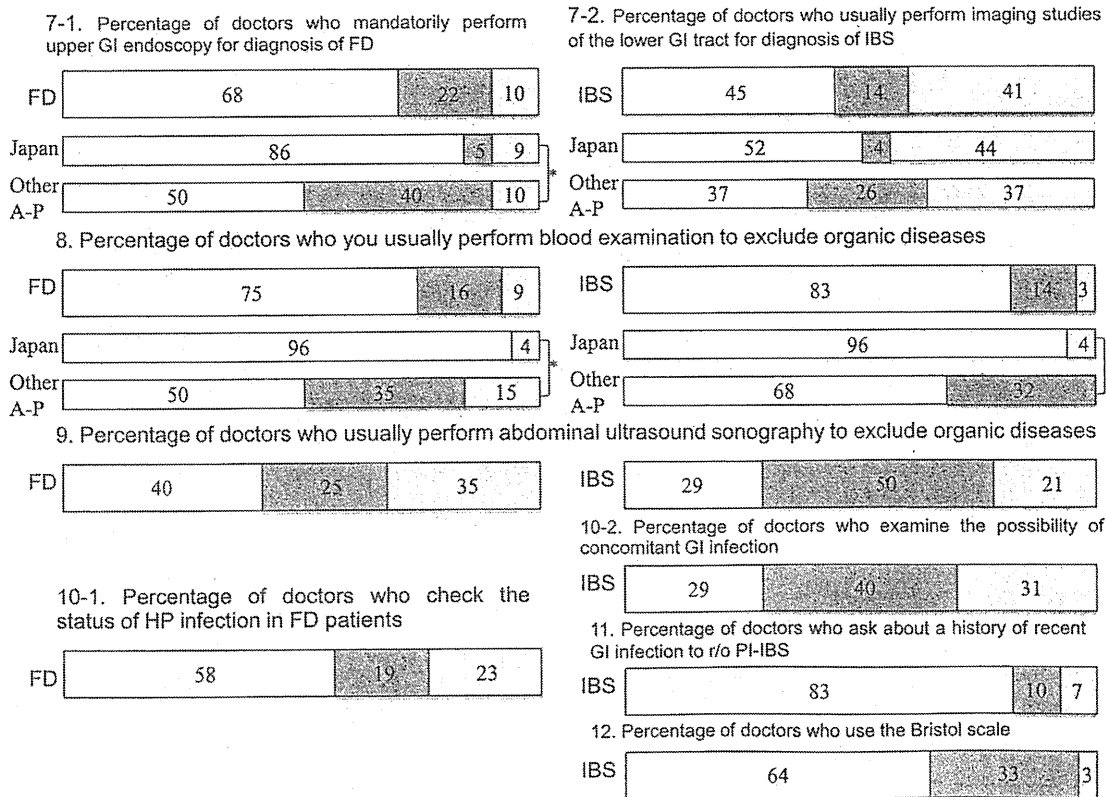 7-1. Percentage of doctors who mandatorily perform
upper GI endoscopy for diagnosis of FD
FD 68 22 10
Japan 86 5 9
Other
A-P 50 40 10
*
7-2. Percentage of doctors who usually perform imaging studies
of the lower GI tract for diagnosis of IBS
IBS 45 14 41
Japan 52 4 44
Other
A-P 37 26 37
8. Percentage of doctors who you usually perform blood examination to exclude organic diseases
FD 75 16 9
Japan 96 4
Other
A-P 50 35 15
*
IBS 83 14 3
Japan 96 4
Other
A-P 68 32
9. Percentage of doctors who usually perform abdominal ultrasound sonography to exclude organic diseases
FD 40 25 35
IBS 29 50 21
10-1. Percentage of doctors who check the
status of HP infection in FD patients
FD 58 19 23
10-2. Percentage of doctors who examine the possibility of
concomitant GI infection
IBS 29 40 31
11. Percentage of doctors who ask about a history of recent
GI infection to r/o PI-IBS
IBS 83 10 7
12. Percentage of doctors who use the Bristol scale
IBS 64 33 3